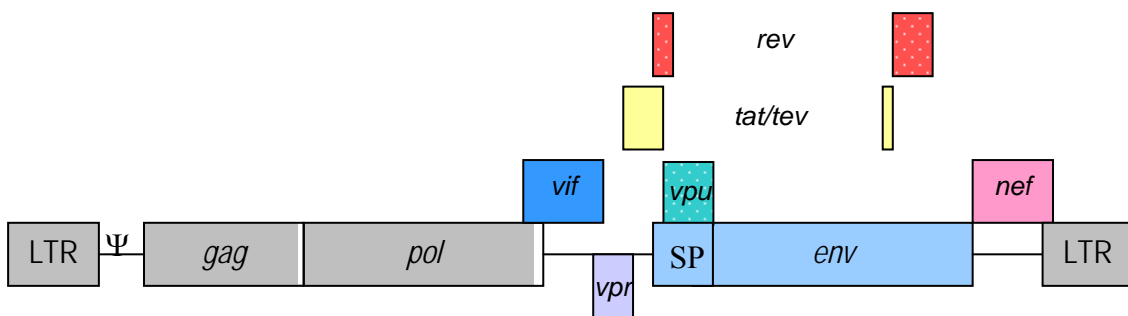 rev
tat/tev
vif
vpu
nef
LTR Ψ gag pol SP env LTR
vpr